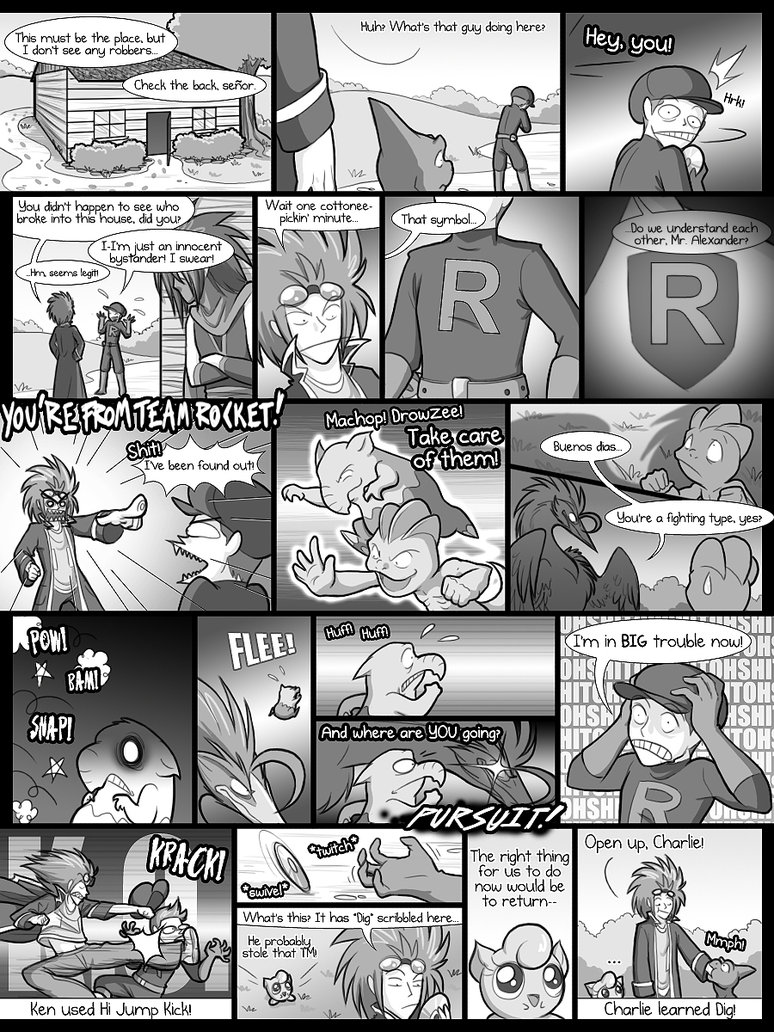 This must be the place, but
I don't see any robbers...
Check the back, señor.
Huh? What's that guy doing here?
Hey, you!
Hrk!
You didn't happen to see who
broke into this house, did you?
I-I'm just an innocent
bystander! I swear!
...Hm, seems legit!
Wait one cottonee-
pickin' minute...
That symbol...
R
...Do we understand each
other, Mr. Alexander?
R
YOU'RE FROM TEAM ROCKET!
Shit!
I've been found out!
Machop! Drowzee!
Take care
of them!
Buenos dias...
You're a fighting type, yes?
POW!
BAM!
SNAP!
FLEE!
Huff!
Huff!
And where are YOU going?
...PURSUIT!
I'm in BIG trouble now!
OHSHITOHSHITOHSHIT
R
KO
KRACK!
Ken used Hi Jump Kick!
*swivel*
*twitch*
What's this? It has "Dig" scribbled here...
He probably
stole that TM!
The right thing
for us to do
now would be
to return--
Open up, Charlie!
Mmph!
...
Charlie learned Dig!